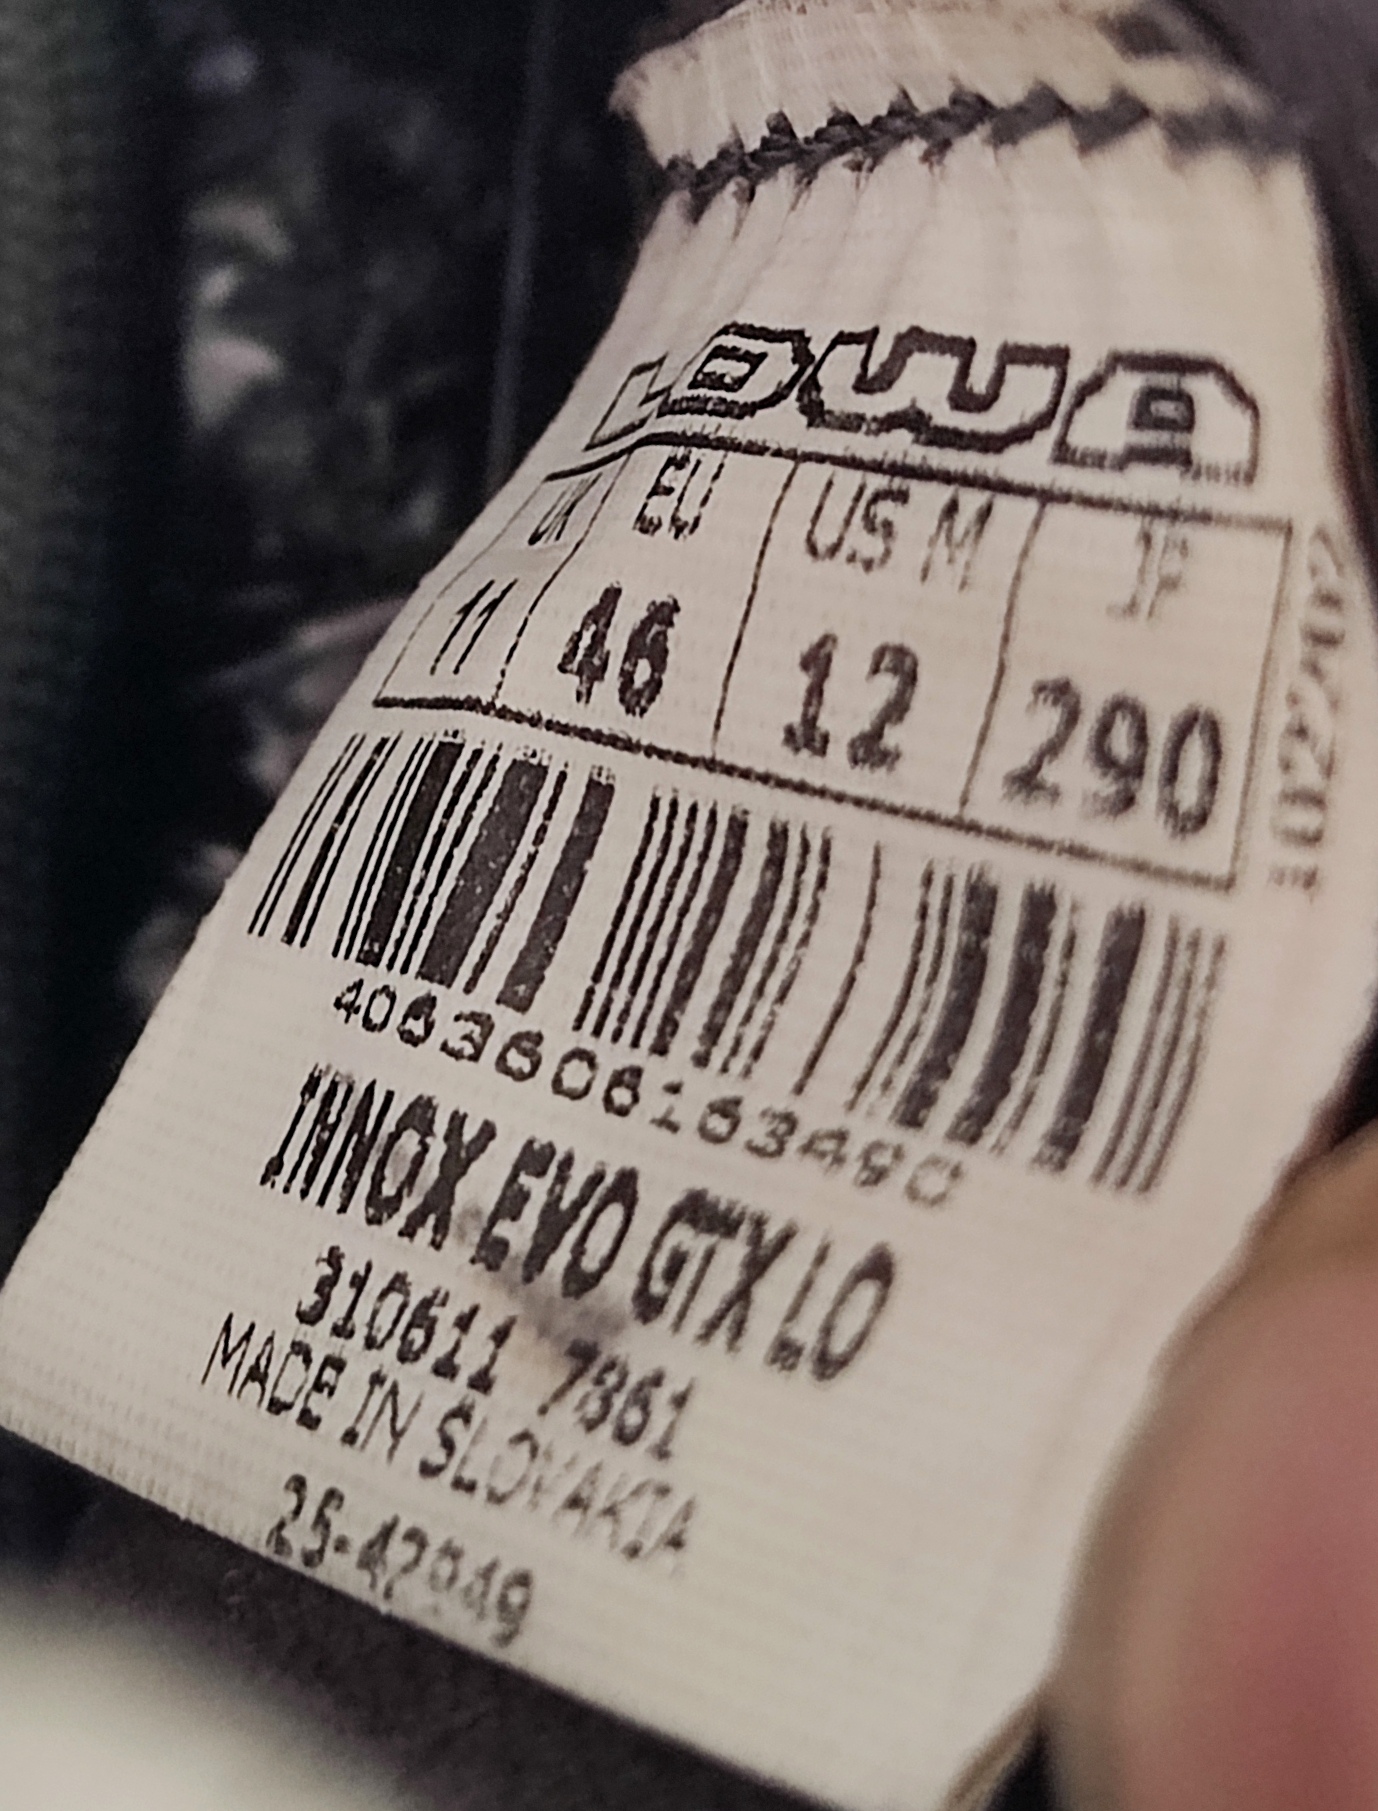 LOWA
UK EU US M JP
11 46 12 290
4063606163490
INNOX EVO GTX LO
310611 7861
MADE IN SLOVAKIA